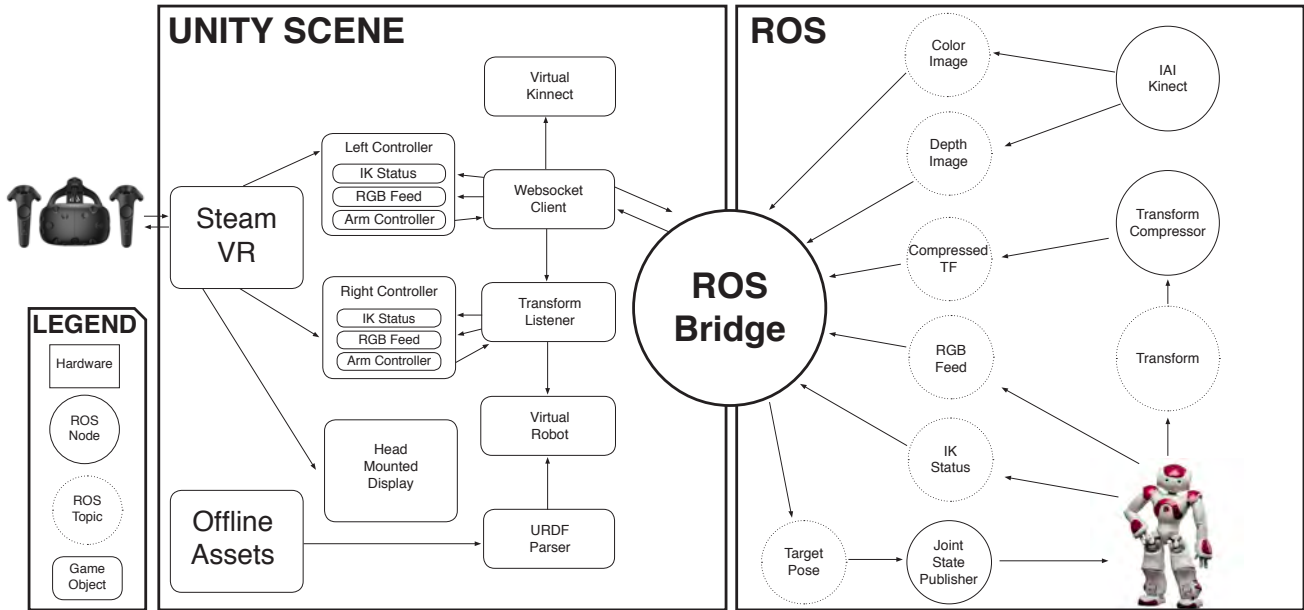 UNITY SCENE
Virtual
Kinnect
Left Controller
IK Status
RGB Feed
Arm Controller
Websocket
Client
Steam
VR
Right Controller
IK Status
RGB Feed
Arm Controller
Transform
Listener
Virtual
Robot
Head
Mounted
Display
Offline
Assets
URDF
Parser
LEGEND
Hardware
ROS
Node
ROS
Topic
Game
Object
ROS
Bridge
ROS
Color
Image
IAI
Kinect
Depth
Image
Transform
Compressor
Compressed
TF
RGB
Feed
Transform
IK
Status
Target
Pose
Joint
State
Publisher